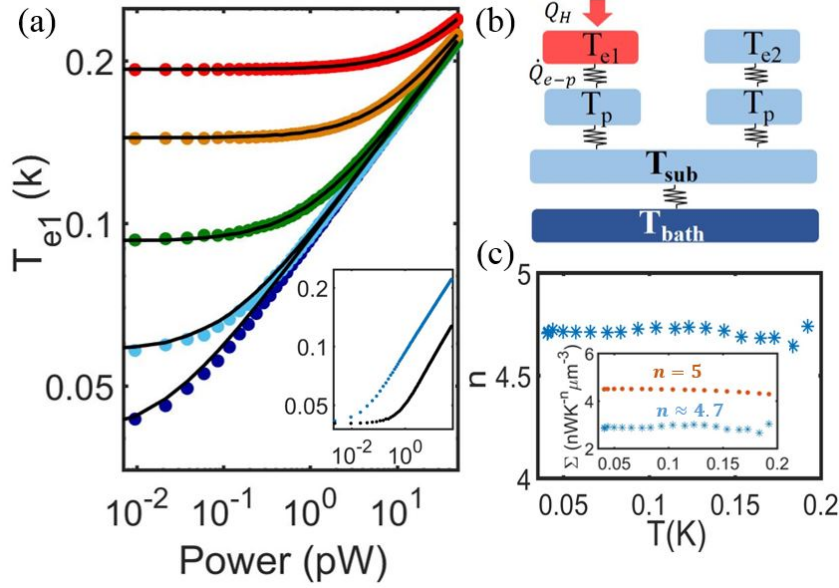 (a)
T_e1 (k)
0.2
0.1
0.05
10^-2 10^-1 10^0 10^1
Power (pW)
0.2
0.1
0.05
10^-2 10^0
(b)
Q_H
T_e1 T_e2
Q̇_e−p
T_p T_p
T_sub
T_bath
(c)
n
5
4.5
4
0.05 0.1 0.15 0.2
T(K)
Σ (nWK^-n μm^-3)
6
4
2
n = 5
n ≈ 4.7
0.05 0.1 0.15 0.2